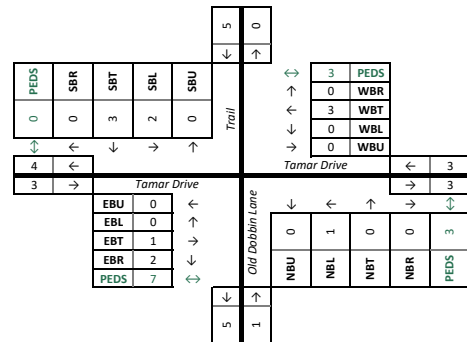 5 0
↓ ↑
PEDS SBR SBT SBL SBU
0 0 3 2 0
↕ ← ↓ → ↑
Trail
↔ 3 PEDS
↑ 0 WBR
← 3 WBT
↓ 0 WBL
→ 0 WBU
4 ←
3 →
Tamar Drive
← 3
→ 3
Tamar Drive
EBU 0 ←
EBL 0 ↑
EBT 1 →
EBR 2 ↓
PEDS 7 ↔
Old Dobbin Lane
↓ ← ↑ → ↕
0 1 0 0 3
NBU NBL NBT NBR PEDS
↓ ↑
5 1